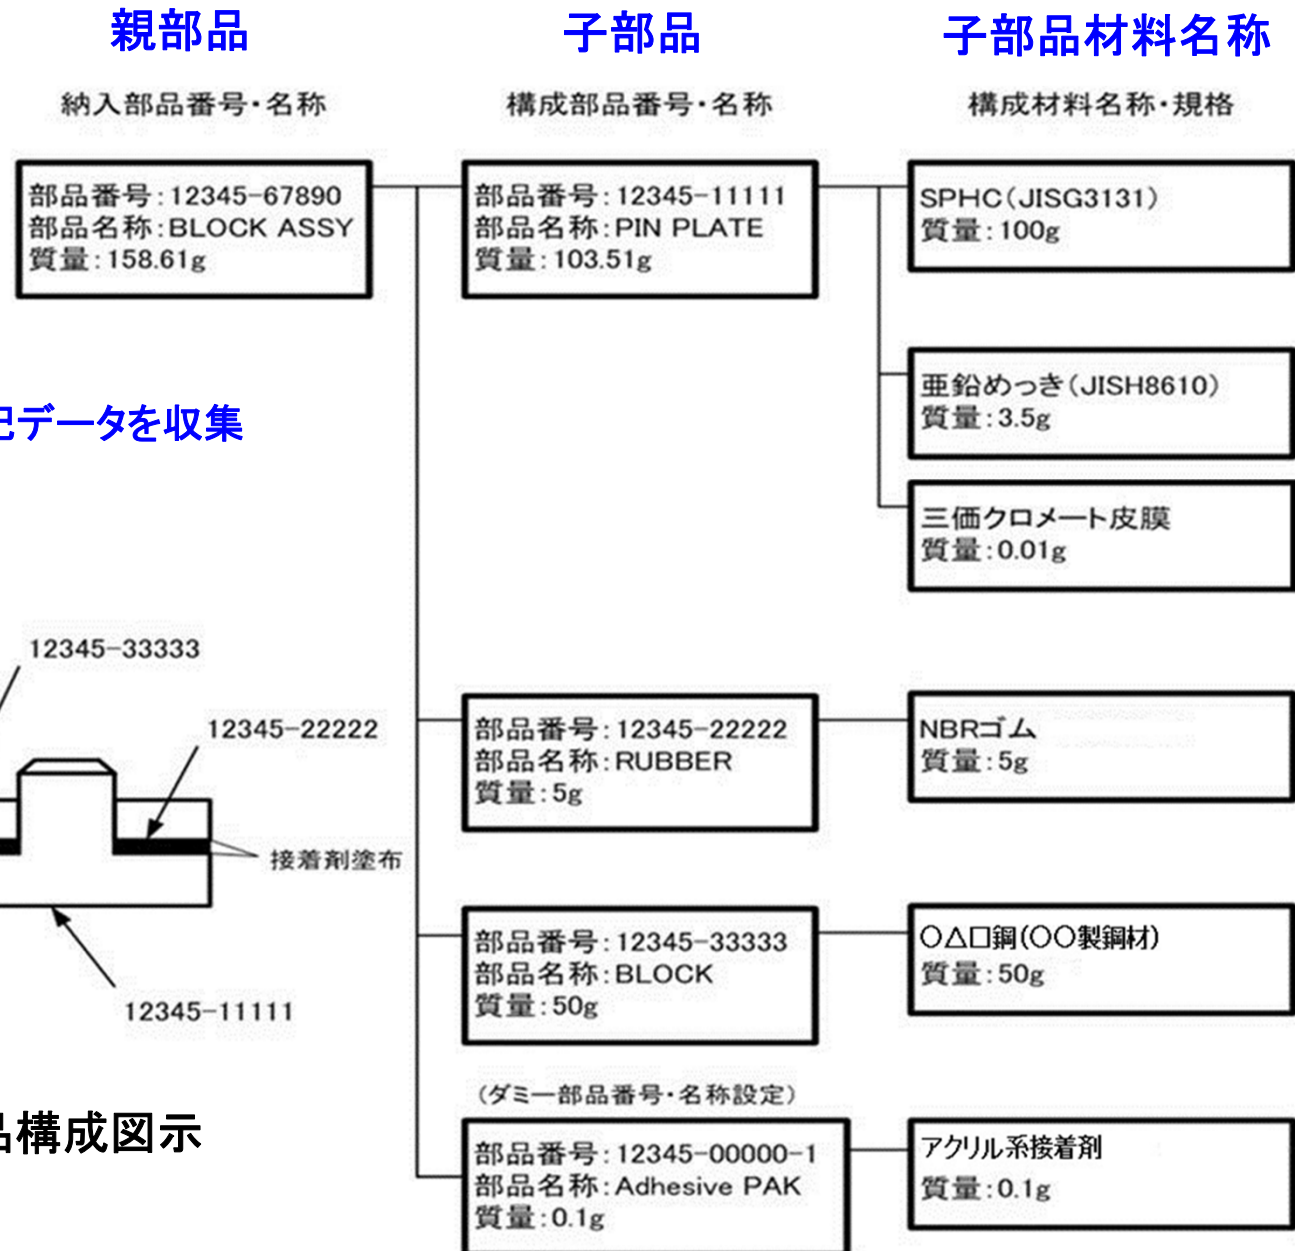 親部品
子部品
子部品材料名称
納入部品番号・名称
構成部品番号・名称
構成材料名称・規格
部品番号:12345-67890
部品名称:BLOCK ASSY
質量:158.61g
部品番号:12345-11111
部品名称:PIN PLATE
質量:103.51g
SPHC(JISG3131)
質量:100g
亜鉛めっき(JISH8610)
質量:3.5g
三価クロメート皮膜
質量:0.01g
データを収集
12345-33333
12345-22222
接着剤塗布
12345-11111
部品番号:12345-22222
部品名称:RUBBER
質量:5g
NBRゴム
質量:5g
部品番号:12345-33333
部品名称:BLOCK
質量:50g
○△□鋼(○○製鋼材)
質量:50g
(ダミー部品番号・名称設定)
部品番号:12345-00000-1
部品名称:Adhesive PAK
質量:0.1g
アクリル系接着剤
質量:0.1g
品構成図示